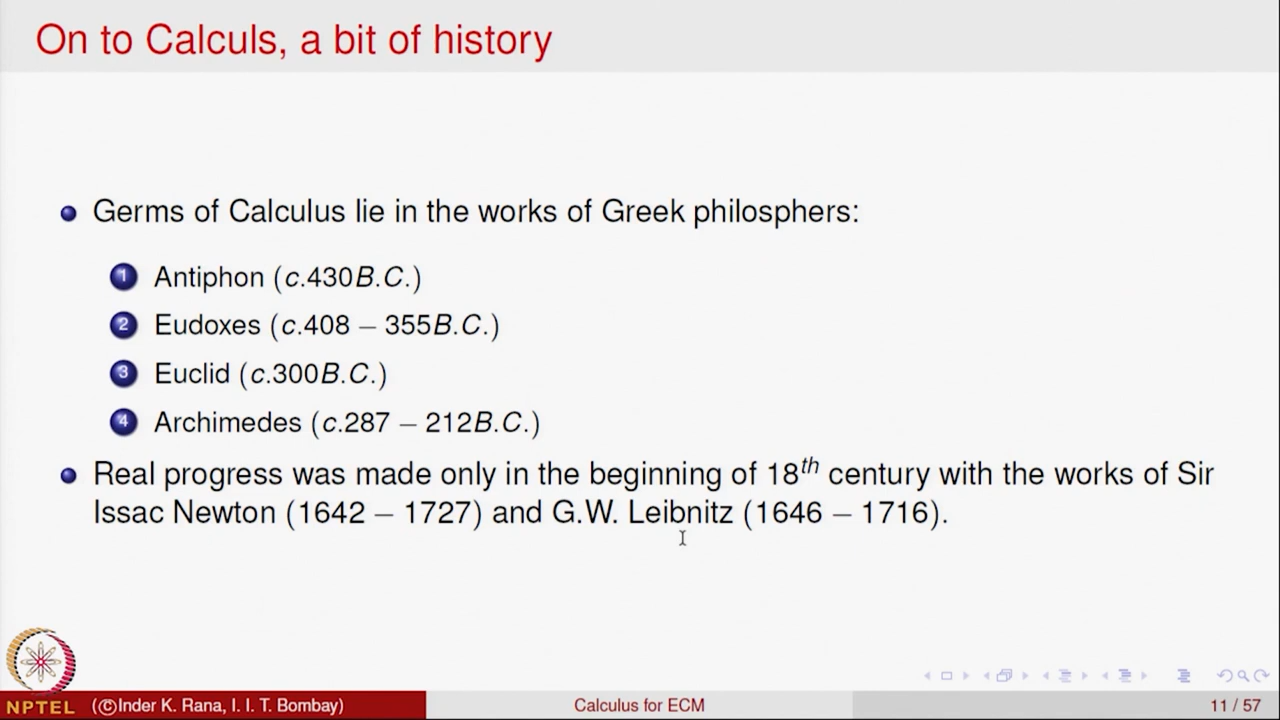 On to Calculs, a bit of history
Germs of Calculus lie in the works of Greek philosphers:
1 Antiphon (c.430B.C.)
2 Eudoxes (c.408 – 355B.C.)
3 Euclid (c.300B.C.)
4 Archimedes (c.287 – 212B.C.)
Real progress was made only in the beginning of 18th century with the works of Sir
Issac Newton (1642 – 1727) and G.W. Leibnitz (1646 – 1716).
NPTEL (©Inder K. Rana, I. I. T. Bombay) Calculus for ECM 11 / 57